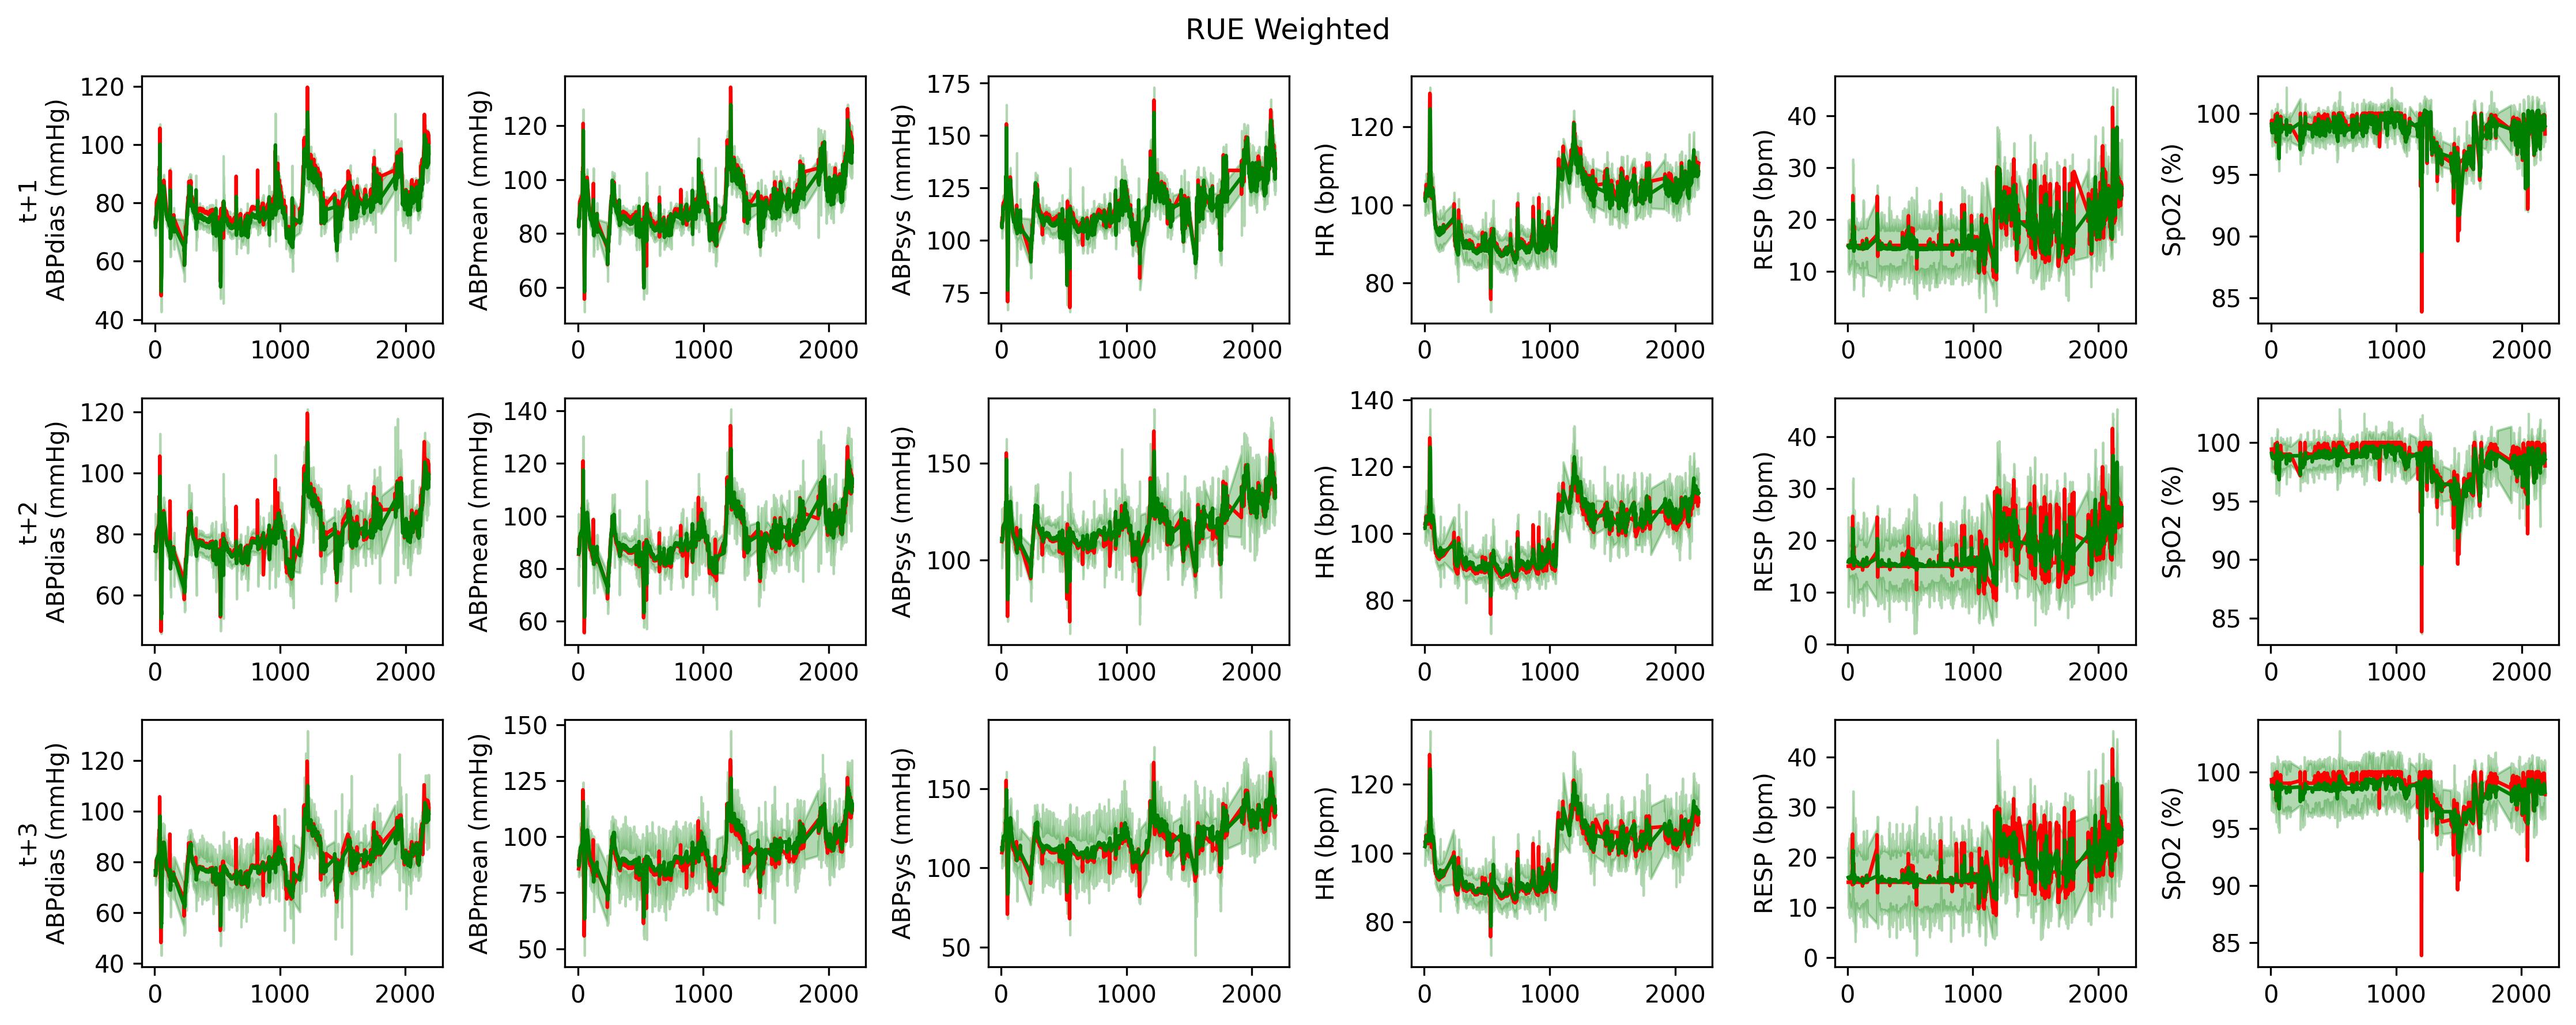 RUE Weighted
t+1
ABPdias (mmHg)
120
100
80
60
40
0 1000 2000
ABPmean (mmHg)
120
100
80
60
0 1000 2000
ABPsys (mmHg)
175
150
125
100
75
0 1000 2000
HR (bpm)
120
100
80
0 1000 2000
RESP (bpm)
40
30
20
10
0 1000 2000
SpO2 (%)
100
95
90
85
0 1000 2000
t+2
ABPdias (mmHg)
120
100
80
60
0 1000 2000
ABPmean (mmHg)
140
120
100
80
60
0 1000 2000
ABPsys (mmHg)
150
100
0 1000 2000
HR (bpm)
140
120
100
80
0 1000 2000
RESP (bpm)
40
30
20
10
0
0 1000 2000
SpO2 (%)
100
95
90
85
0 1000 2000
t+3
ABPdias (mmHg)
120
100
80
60
40
0 1000 2000
ABPmean (mmHg)
150
125
100
75
50
0 1000 2000
ABPsys (mmHg)
150
100
50
0 1000 2000
HR (bpm)
120
100
80
0 1000 2000
RESP (bpm)
40
30
20
10
0
0 1000 2000
SpO2 (%)
100
95
90
85
0 1000 2000